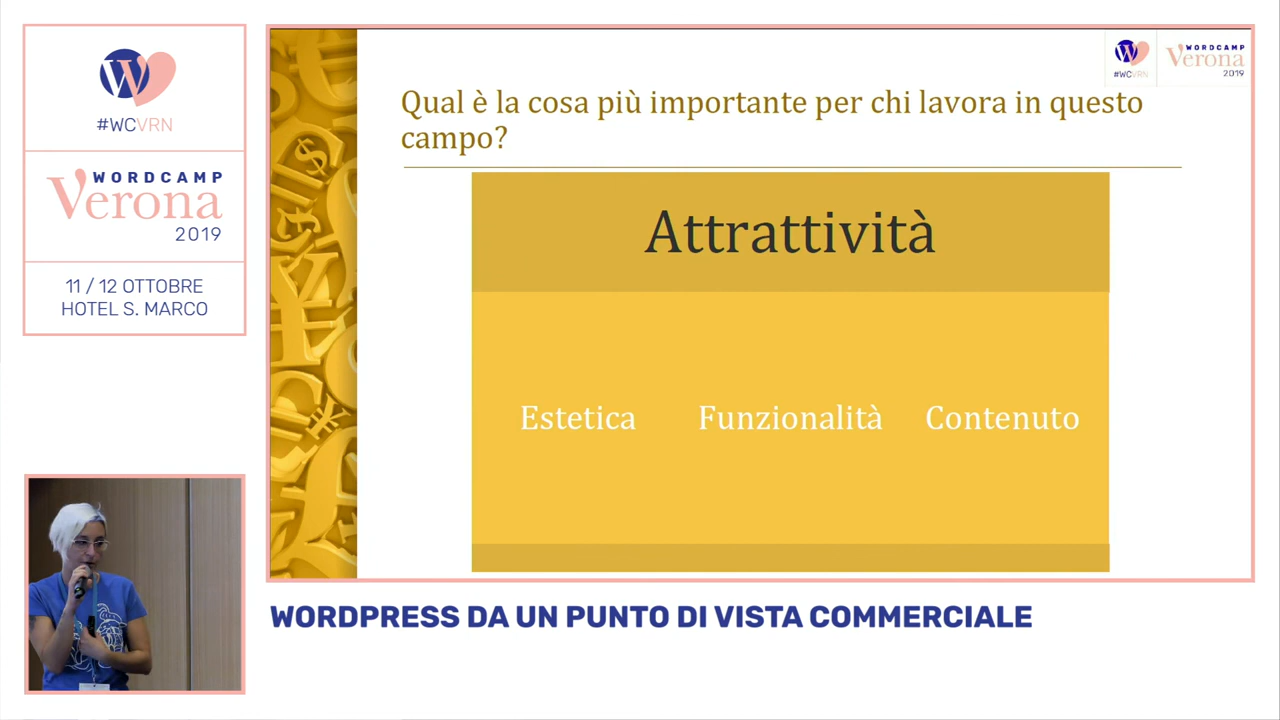 #WCVRN
WORDCAMP
Verona
2019
11 / 12 OTTOBRE
HOTEL S. MARCO
#WCVRN
WORDCAMP
Verona
2019
Qual è la cosa più importante per chi lavora in questo
campo?
Attrattività
Estetica Funzionalità Contenuto
WORDPRESS DA UN PUNTO DI VISTA COMMERCIALE